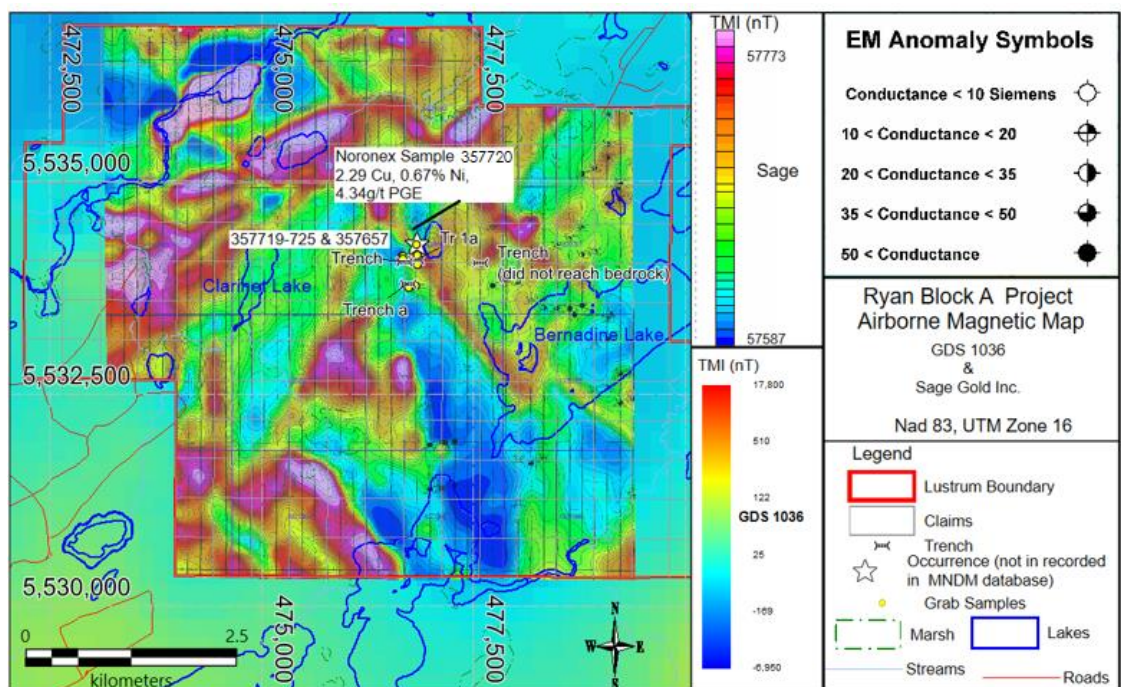 472,500
475,000
477,500
5,535,000
Noronex Sample 357720
2.29 Cu, 0.67% Ni,
4.34g/t PGE
357719-725 & 357657
Tr 1a
Trench
Trench
(did not reach bedrock)
Clarinet Lake
Trench a
Bernadine Lake
5,532,500
5,530,000
475,000
477,500
0
2.5
kilometers
N
W
E
S
TMI (nT)
57773
Sage
57587
TMI (nT)
17,800
510
122
GDS 1036
25
-169
-6,950
EM Anomaly Symbols
Conductance < 10 Siemens
10 < Conductance < 20
20 < Conductance < 35
35 < Conductance < 50
50 < Conductance
Ryan Block A Project
Airborne Magnetic Map
GDS 1036
&
Sage Gold Inc.
Nad 83, UTM Zone 16
Legend
Lustrum Boundary
Claims
Trench
Occurrence (not in recorded
in MNDM database)
Grab Samples
Marsh
Lakes
Streams
Roads